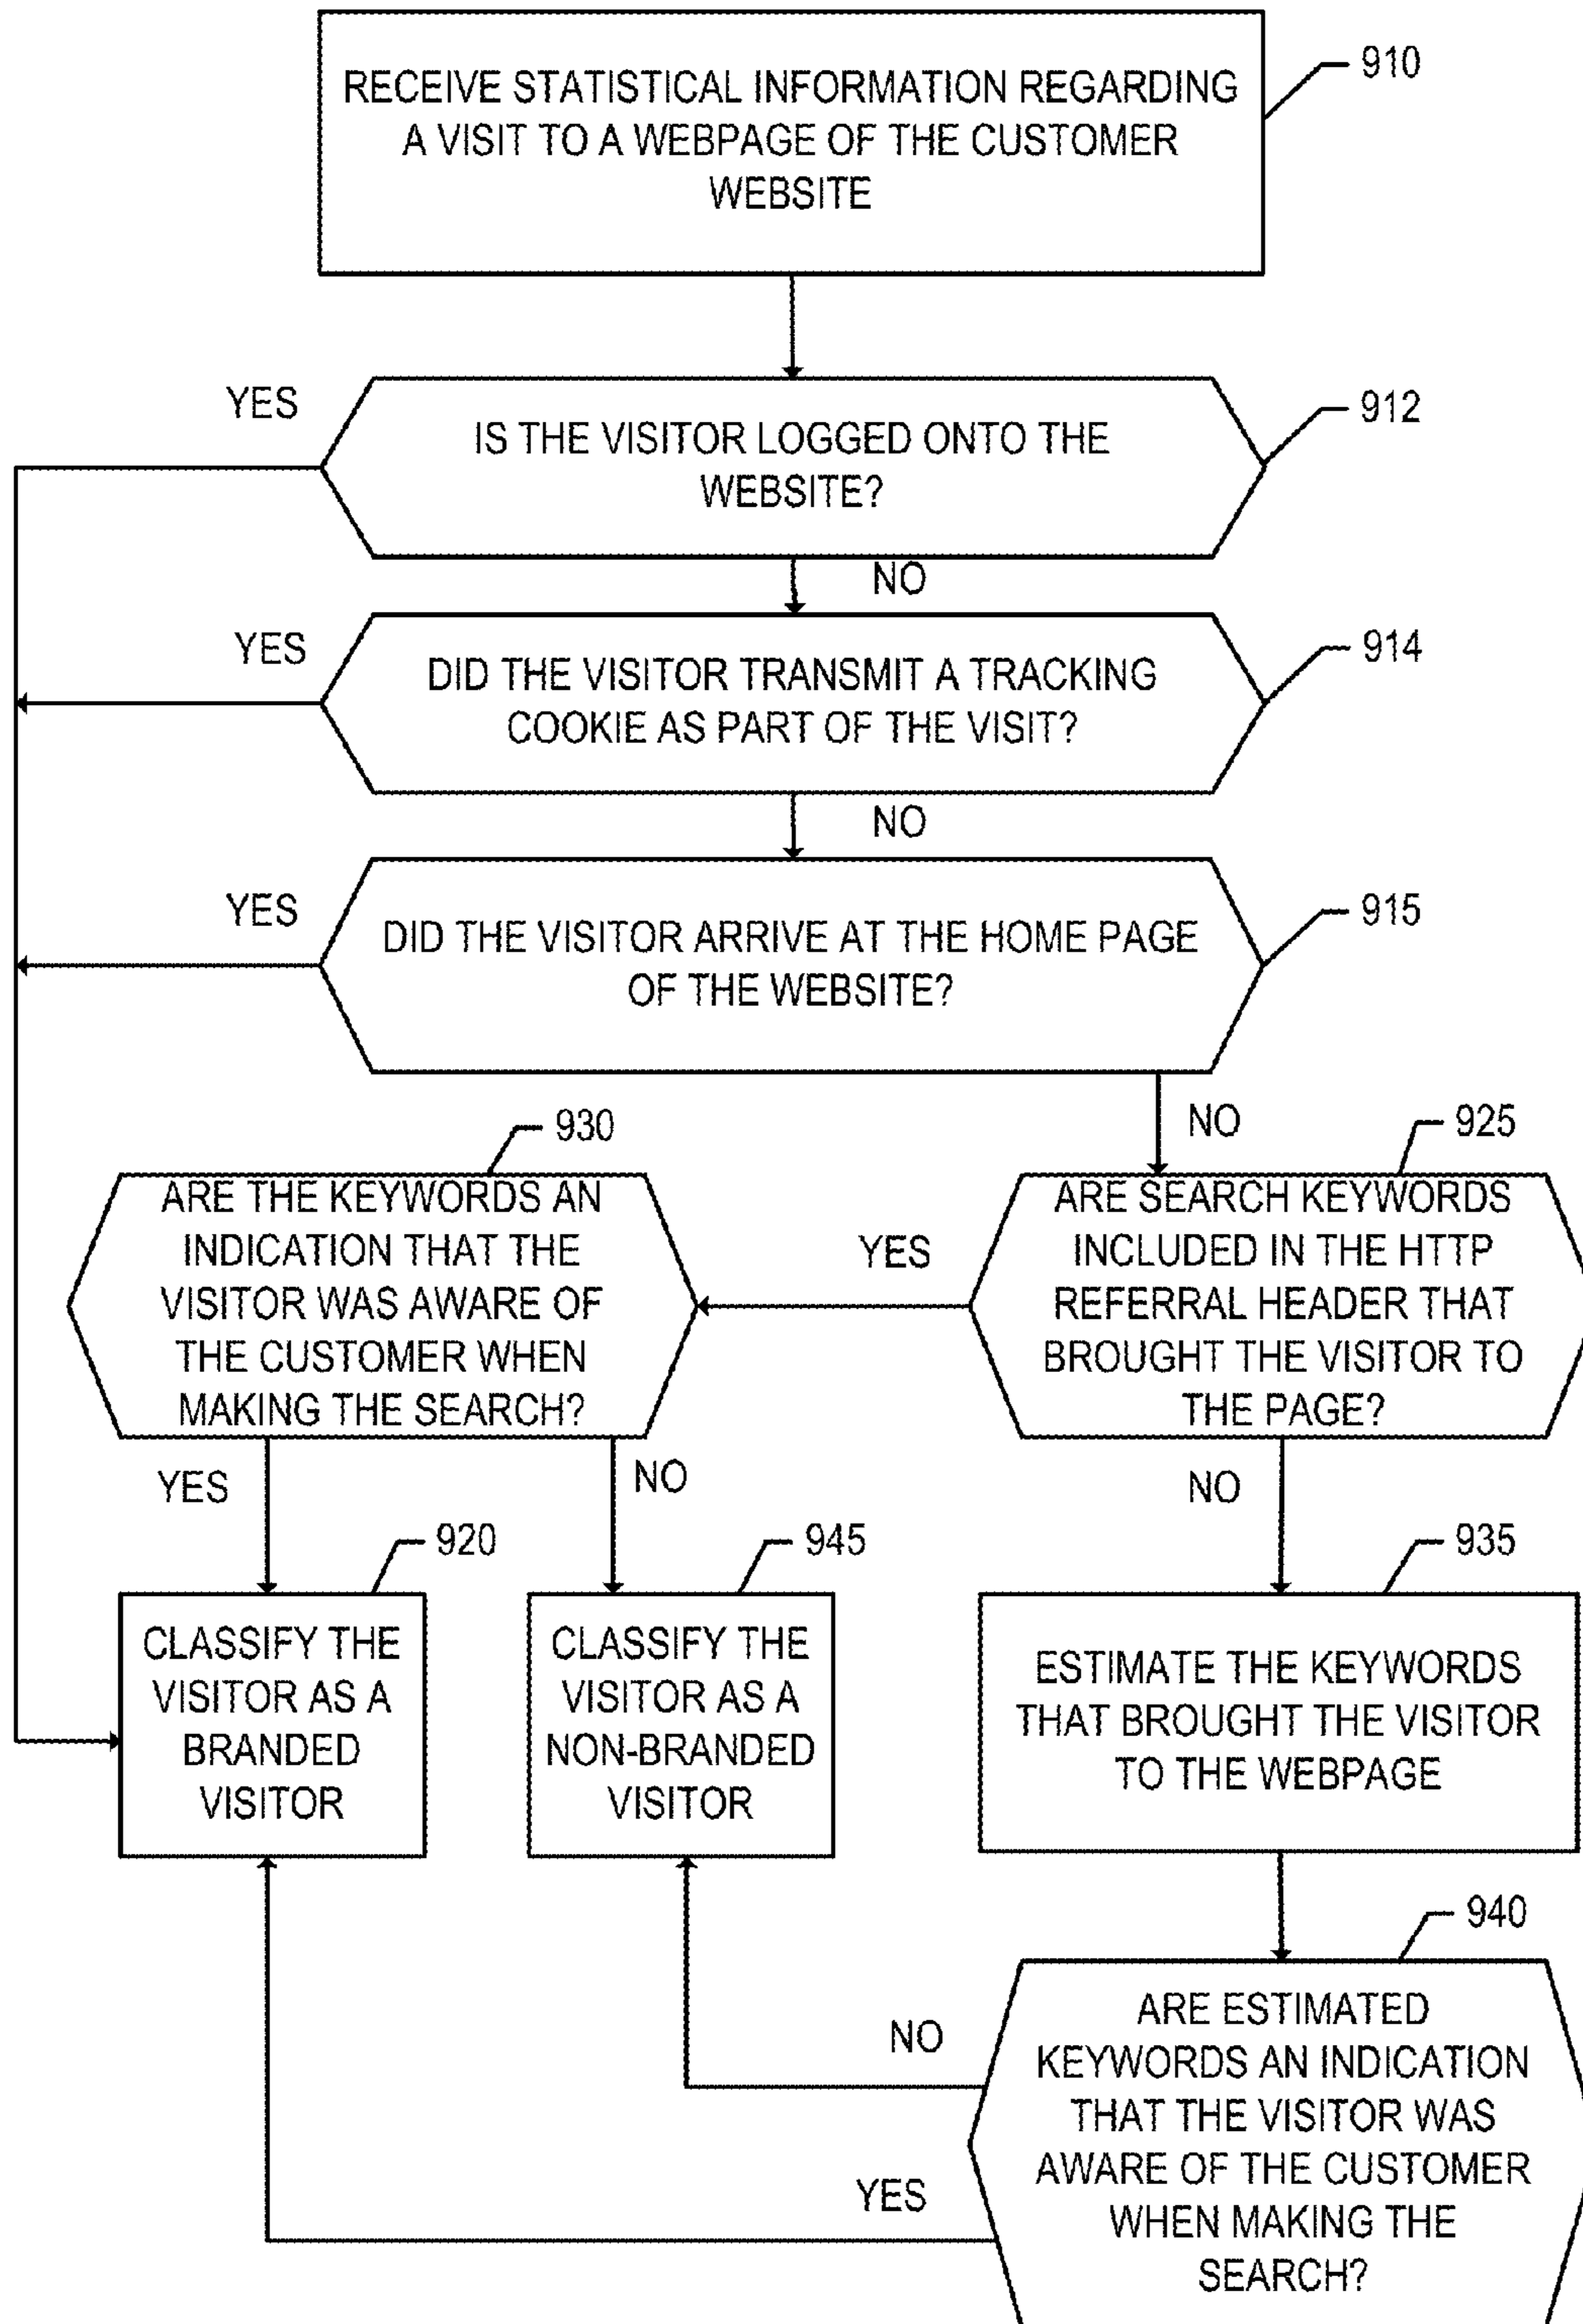 RECEIVE STATISTICAL INFORMATION REGARDING
A VISIT TO A WEBPAGE OF THE CUSTOMER
WEBSITE
910
YES
IS THE VISITOR LOGGED ONTO THE
WEBSITE?
912
NO
YES
DID THE VISITOR TRANSMIT A TRACKING
COOKIE AS PART OF THE VISIT?
914
NO
YES
DID THE VISITOR ARRIVE AT THE HOME PAGE
OF THE WEBSITE?
915
NO
930
ARE THE KEYWORDS AN
INDICATION THAT THE
VISITOR WAS AWARE OF
THE CUSTOMER WHEN
MAKING THE SEARCH?
YES
925
ARE SEARCH KEYWORDS
INCLUDED IN THE HTTP
REFERRAL HEADER THAT
BROUGHT THE VISITOR TO
THE PAGE?
YES
NO
NO
920
CLASSIFY THE
VISITOR AS A
BRANDED
VISITOR
945
CLASSIFY THE
VISITOR AS A
NON-BRANDED
VISITOR
935
ESTIMATE THE KEYWORDS
THAT BROUGHT THE VISITOR
TO THE WEBPAGE
940
NO
YES
ARE ESTIMATED
KEYWORDS AN INDICATION
THAT THE VISITOR WAS
AWARE OF THE CUSTOMER
WHEN MAKING THE
SEARCH?